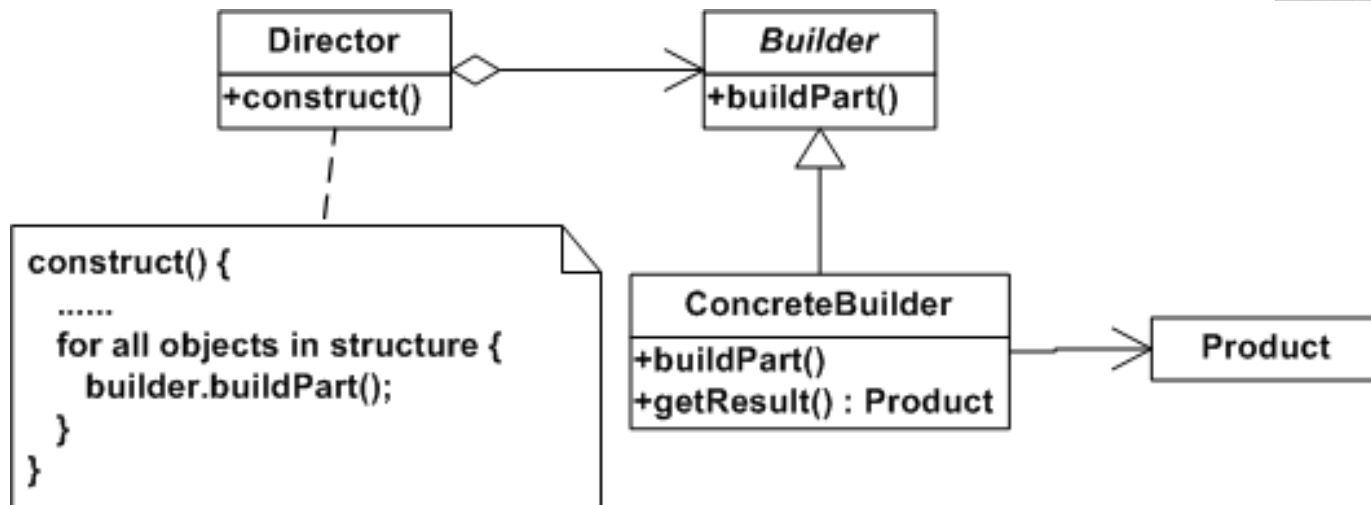 Director
+construct()
Builder
+buildPart()
construct() {
......
for all objects in structure {
builder.buildPart();
}
}
ConcreteBuilder
+buildPart()
+getResult() : Product
Product